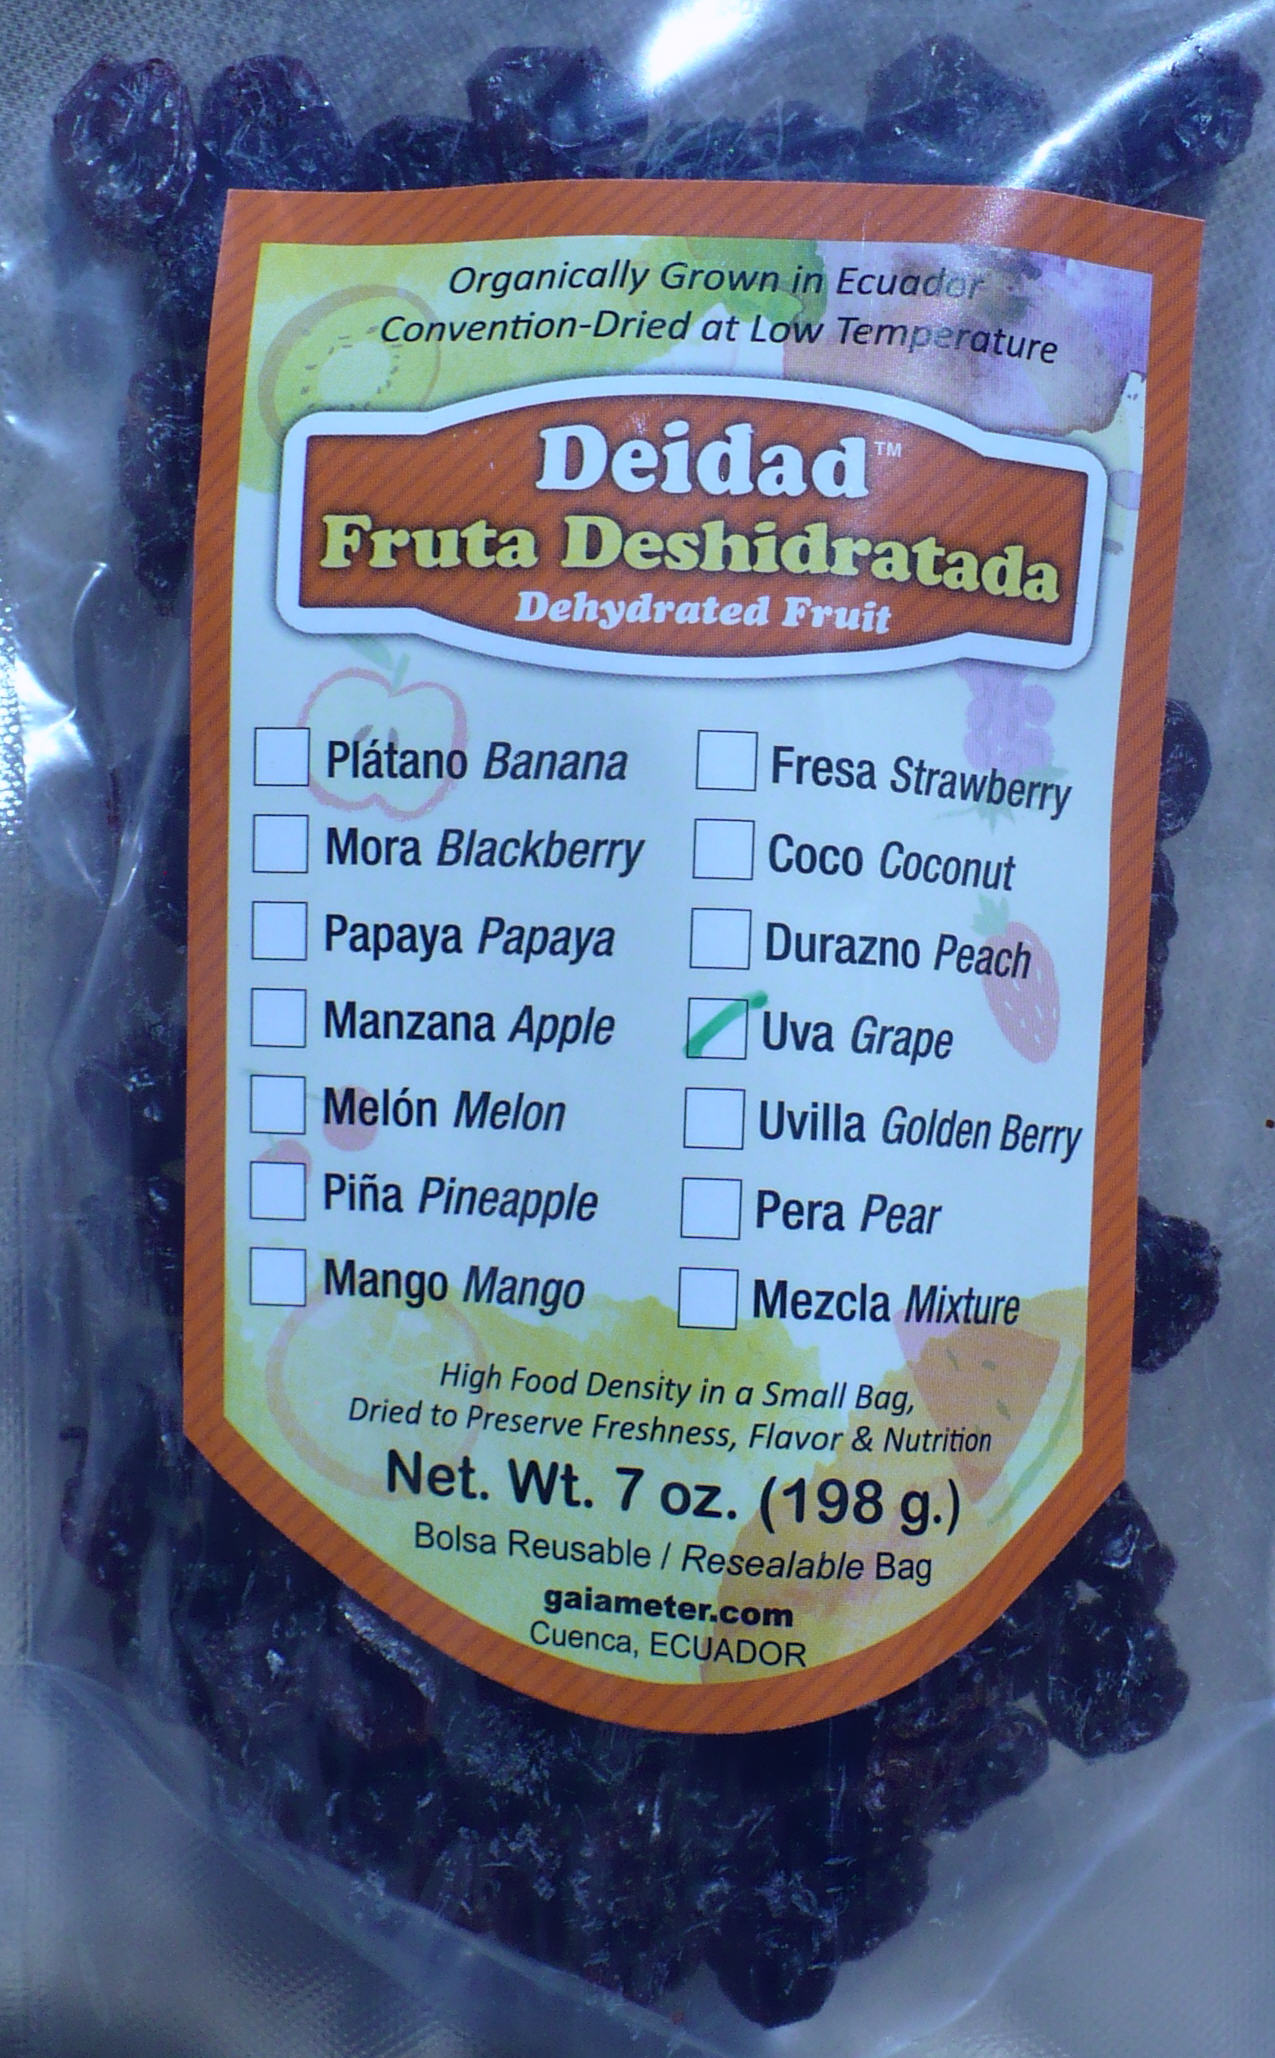 Organically Grown in Ecuador
Convention-Dried at Low Temperature
Deidad™
Fruta Deshidratada
Dehydrated Fruit
Plátano Banana
Mora Blackberry
Papaya Papaya
Manzana Apple
Melón Melon
Piña Pineapple
Mango Mango
Fresa Strawberry
Coco Coconut
Durazno Peach
Uva Grape
Uvilla Golden Berry
Pera Pear
Mezcla Mixture
High Food Density in a Small Bag,
Dried to Preserve Freshness, Flavor & Nutrition
Net. Wt. 7 oz. (198 g.)
Bolsa Reusable / Resealable Bag
gaiameter.com
Cuenca, ECUADOR